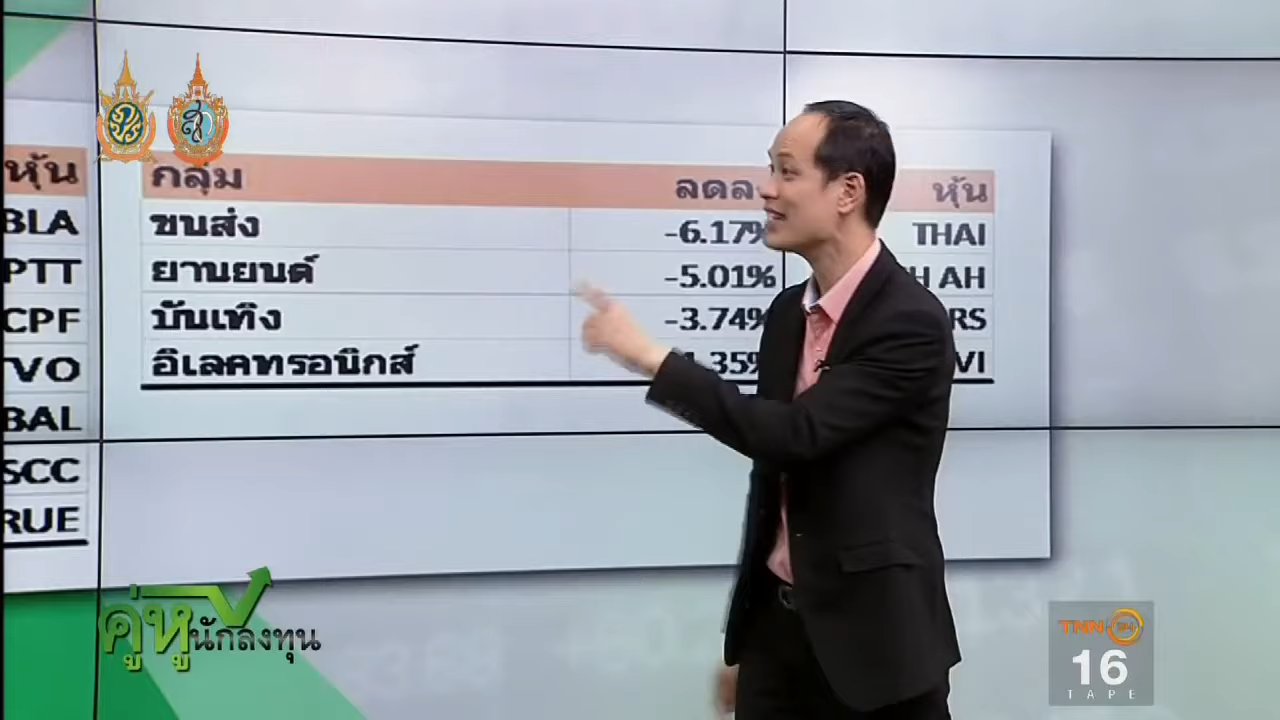 หุ้น
BLA
PTT
CPF
TVO
BAL
SCC
RUE
กลุ่ม ลดลง หุ้น
ขนส่ง -6.17% THAI
ยานยนต์ -5.01% AH
บันเทิง -3.74% RS
อิเลคทรอนิกส์ .35% VI
คู่หู
นักลงทุน
TNN 24
16
TAPE